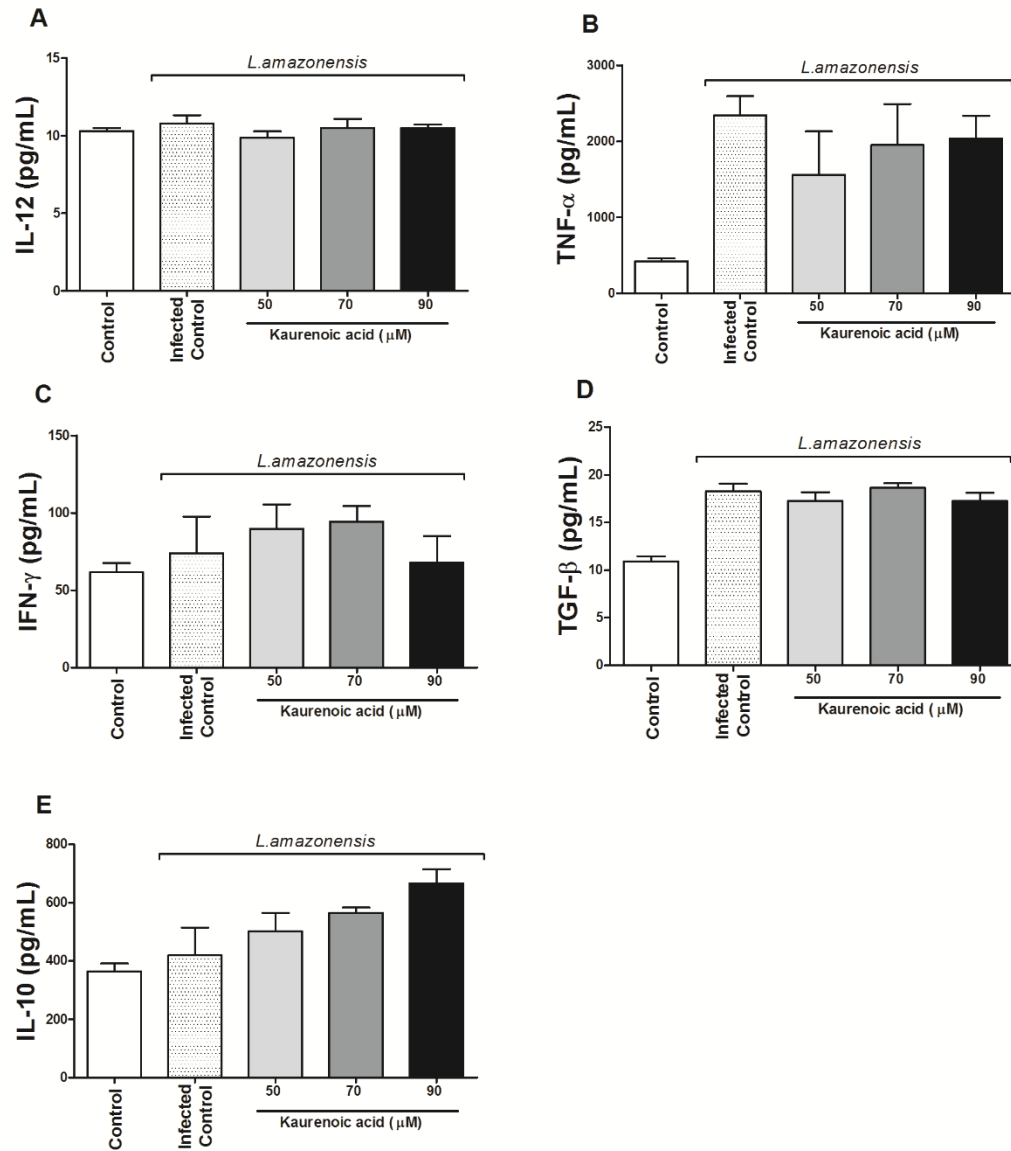 A
L.amazonensis
IL-12 (pg/mL)
15
10
5
0
Control
Infected
Control
50
70
90
Kaurenoic acid (μM)
B
L.amazonensis
TNF-α (pg/mL)
3000
2000
1000
0
Control
Infected
Control
50
70
90
Kaurenoic acid (μM)
C
L.amazonensis
IFN-γ (pg/mL)
150
100
50
0
Control
Infected
Control
50
70
90
Kaurenoic acid (μM)
D
L.amazonensis
TGF-β (pg/mL)
25
20
15
10
5
0
Control
Infected
Control
50
70
90
Kaurenoic acid (μM)
E
L.amazonensis
IL-10 (pg/mL)
800
600
400
200
0
Control
Infected
Control
50
70
90
Kaurenoic acid (μM)